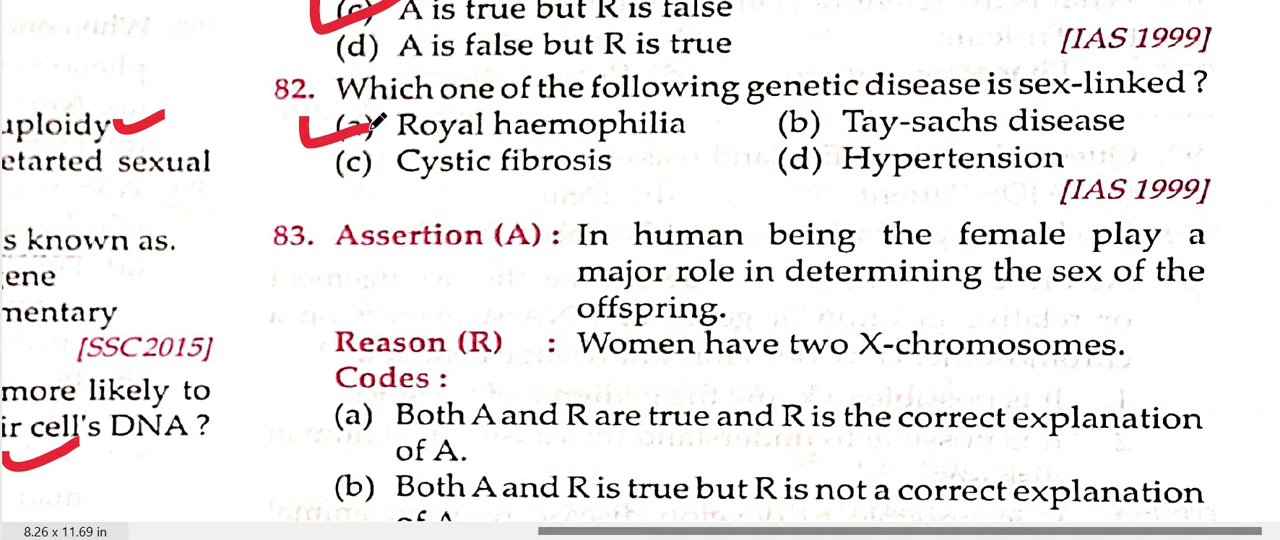 (c) A is true but R is false
(d) A is false but R is true [IAS 1999]
82. Which one of the following genetic disease is sex-linked ?
(a) Royal haemophilia (b) Tay-sachs disease
(c) Cystic fibrosis (d) Hypertension
[IAS 1999]
83. Assertion (A) : In human being the female play a
major role in determining the sex of the
offspring.
Reason (R) : Women have two X-chromosomes.
Codes :
(a) Both A and R are true and R is the correct explanation
of A.
(b) Both A and R is true but R is not a correct explanation
of A
uploidy
etarted sexual
s known as.
ene
mentary
[SSC2015]
more likely to
ir cell's DNA ?
8.26 x 11.69 in